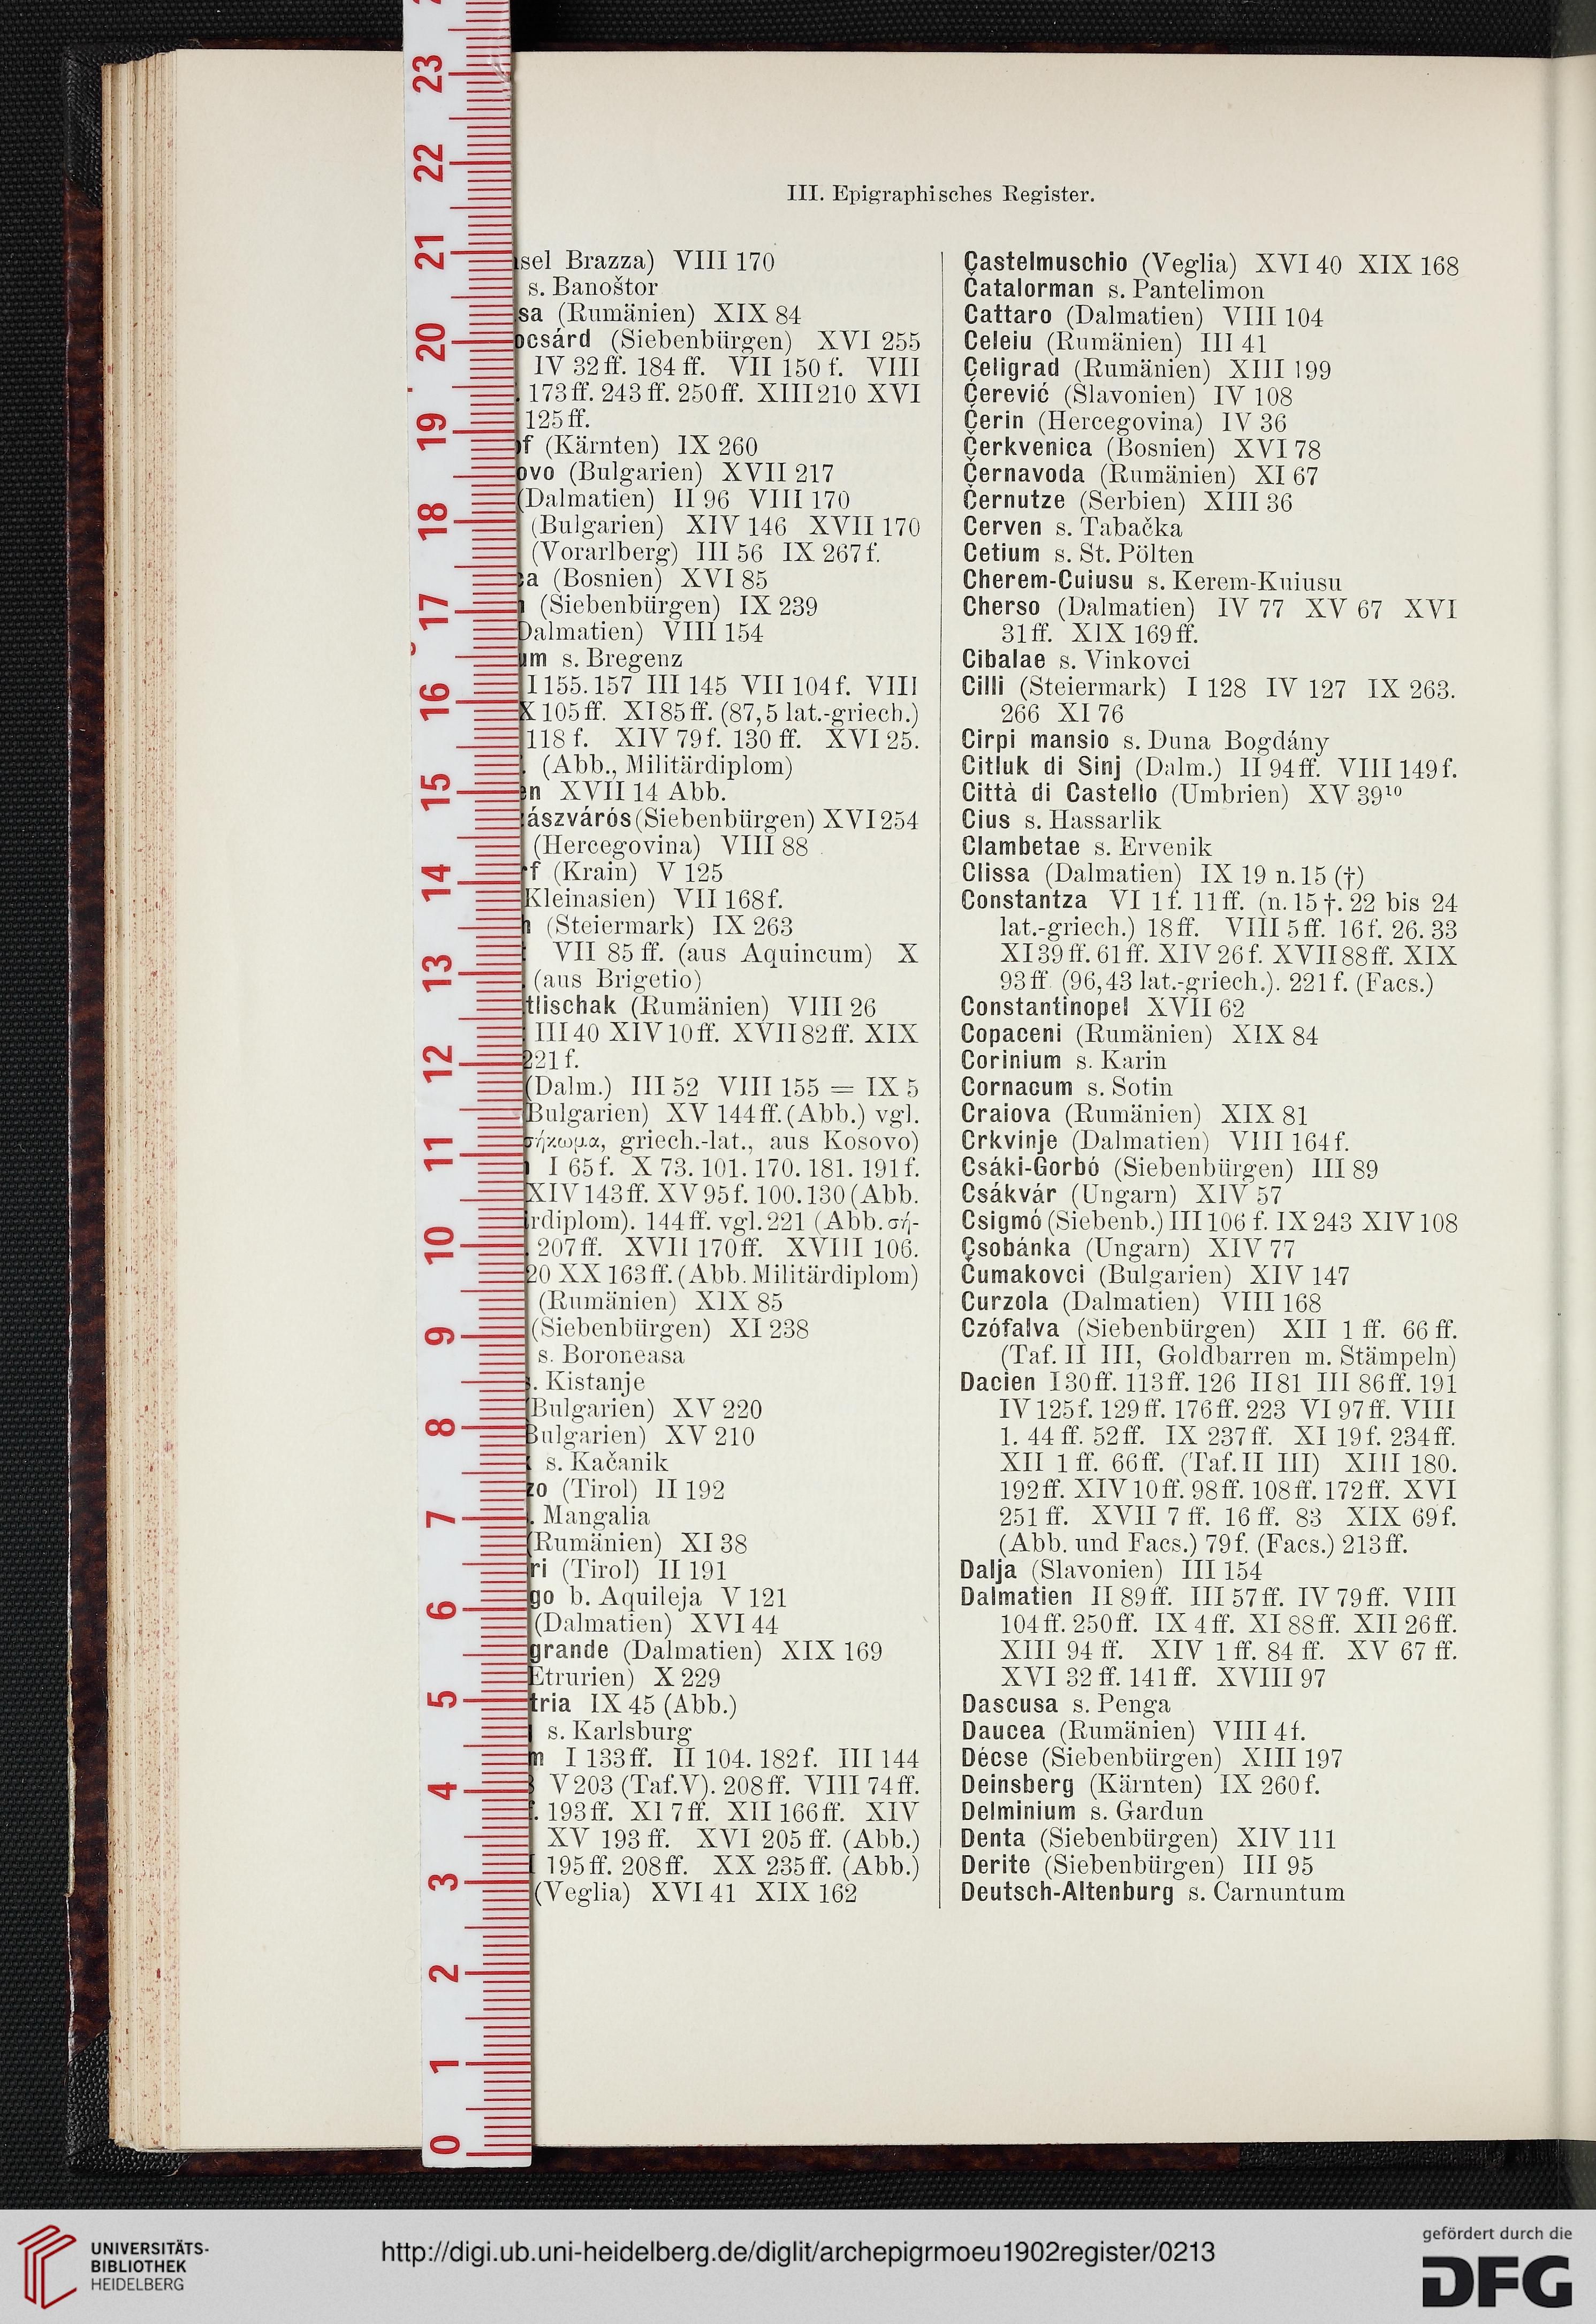 III. Epigraphisches Register.
Brazza) VIII 170
s. Banoštor
(Rumänien) XIX 84
(Siebenbürgen) XVI 255
IV 32 ff. 184 ff. VII 150 f. VIII
173 ff. 243 ff. 250 ff. XIII 210 XVI
125 ff.
(Kärnten) IX 260
(Bulgarien) XVII 217
(Dalmatien) II 96 VIII 170
(Bulgarien) XIV 146 XVII 170
(Vorarlberg) III 56 IX 267 f.
(Bosnien) XVI 85
(Siebenbürgen) IX 239
Dalmatien) VIII 154
s. Bregenz
I 155. 157 III 145 VII 104 f. VIII
X 105 ff. XI 85 ff. (87,5 lat.-griech.)
118 f. XIV 79 f. 130 ff. XVI 25.
(Abb., Militärdiplom)
XVII 14 Abb.
ászváros (Siebenbürgen) XVI 254
(Hercegovina) VIII 88
(Krain) V 125
Kleinasien) VII 168 f.
(Steiermark) IX 263
VII 85 ff. (aus Aquincum) X
(aus Brigetio)
tlischak (Rumänien) VIII 26
III 40 XIV 10 ff. XVII 82 ff. XIX
221 f.
(Dalm.) III 52 VIII 155 = IX 5
Bulgarien) XV 144 ff. (Abb.) vgl.
σήκωμα, griech.-lat., aus Kosovo)
I 65 f. X 73. 101. 170. 181. 191 f.
XIV 143 ff. XV 95 f. 100. 130 (Abb.
rdiplom). 144 ff. vgl. 221 (Abb. σή-
207 ff. XVII 170 ff. XVIII 106.
20 XX 163 ff. (Abb. Militärdiplom)
(Rumänien) XIX 85
(Siebenbürgen) XI 238
s. Boroneasa
. Kistanje
Bulgarien) XV 220
Bulgarien) XV 210
s. Kačanik
zo (Tirol) II 192
. Mangalia
(Rumänien) XI 38
ri (Tirol) II 191
go b. Aquileja V 121
(Dalmatien) XVI 44
grande (Dalmatien) XIX 169
Etrurien) X 229
tria IX 45 (Abb.)
s. Karlsburg
m I 133 ff. II 104. 182 f. III 144
V 203 (Taf. V). 208 ff. VIII 74 ff.
. 193 ff. XI 7 ff. XII 166 ff. XIV
XV 193 ff. XVI 205 ff. (Abb.)
195 ff. 208 ff. XX 235 ff. (Abb.)
(Veglia) XVI 41 XIX 162
Castelmuschio (Veglia) XVI 40 XIX 168
Čatalorman s. Pantelimon
Cattaro (Dalmatien) VIII 104
Celeiu (Rumänien) III 41
Çeligrad (Rumänien) XIII 199
Čerević (Slavonien) IV 108
Čerin (Hercegovina) IV 36
Čerkvenica (Bosnien) XVI 78
Černavoda (Rumänien) XI 67
Černutze (Serbien) XIII 36
Cerven s. Tabačka
Cetium s. St. Pölten
Cherem-Cuiusu s. Kerem-Kuiusu
Cherso (Dalmatien) IV 77 XV 67 XVI
31 ff. XIX 169 ff.
Cibalae s. Vinkovci
Cilli (Steiermark) I 128 IV 127 IX 263.
266 XI 76
Cirpi mansio s. Duna Bogdány
Citluk di Sinj (Dalm.) II 94 ff. VIII 149 f.
Città di Castello (Umbrien) XV 39¹⁰
Cius s. Hassarlik
Clambetae s. Ervenik
Clissa (Dalmatien) IX 19 n. 15 (†)
Constantza VI 1 f. 11 ff. (n. 15 †. 22 bis 24
lat.-griech.) 18 ff. VIII 5 ff. 16 f. 26. 33
XI 39 ff. 61 ff. XIV 26 f. XVII 88 ff. XIX
93 ff. (96,43 lat.-griech.). 221 f. (Facs.)
Constantinopel XVII 62
Copaceni (Rumänien) XIX 84
Corinium s. Karin
Cornacum s. Sotin
Craiova (Rumänien) XIX 81
Crkvinje (Dalmatien) VIII 164 f.
Csáki-Gorbó (Siebenbürgen) III 89
Csákvár (Ungarn) XIV 57
Csigmó (Siebenb.) III 106 f. IX 243 XIV 108
Csobánka (Ungarn) XIV 77
Čumakovci (Bulgarien) XIV 147
Curzola (Dalmatien) VIII 168
Czófalva (Siebenbürgen) XII 1 ff. 66 ff.
(Taf. II III, Goldbarren m. Stämpeln)
Dacien I 30 ff. 113 ff. 126 II 81 III 86 ff. 191
IV 125 f. 129 ff. 176 ff. 223 VI 97 ff. VIII
1. 44 ff. 52 ff. IX 237 ff. XI 19 f. 234 ff.
XII 1 ff. 66 ff. (Taf. II III) XIII 180.
192 ff. XIV 10 ff. 98 ff. 108 ff. 172 ff. XVI
251 ff. XVII 7 ff. 16 ff. 83 XIX 69 f.
(Abb. und Facs.) 79 f. (Facs.) 213 ff.
Dalja (Slavonien) III 154
Dalmatien II 89 ff. III 57 ff. IV 79 ff. VIII
104 ff. 250 ff. IX 4 ff. XI 88 ff. XII 26 ff.
XIII 94 ff. XIV 1 ff. 84 ff. XV 67 ff.
XVI 32 ff. 141 ff. XVIII 97
Dascusa s. Penga
Daucea (Rumänien) VIII 4 f.
Décse (Siebenbürgen) XIII 197
Deinsberg (Kärnten) IX 260 f.
Delminium s. Gardun
Denta (Siebenbürgen) XIV 111
Derite (Siebenbürgen) III 95
Deutsch-Altenburg s. Carnuntum
23
22
21
20
19
18
17
16
15
14
13
12
11
10
9
8
7
6
5
4
3
2
1
0
UNIVERSITÄTS-
BIBLIOTHEK
HEIDELBERG
http://digi.ub.uni-heidelberg.de/diglit/archepigrmoeu1902register/0213
gefördert durch die
DFG